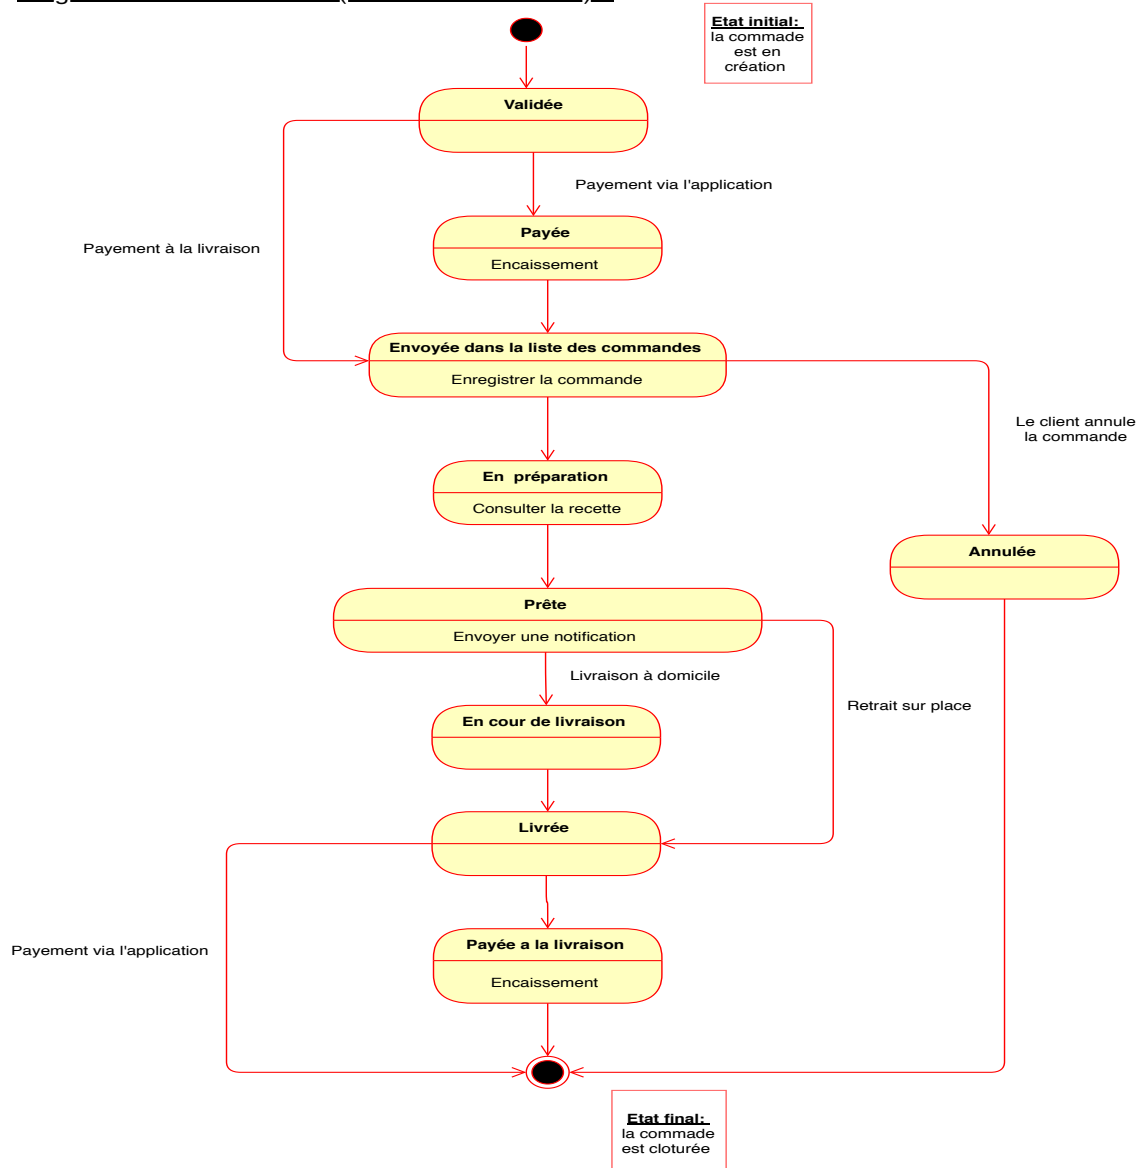 Etat initial:
la commade
est en
création
Validée
Payement via l'application
Payée
Payement à la livraison
Encaissement
Envoyée dans la liste des commandes
Enregistrer la commande
Le client annule
la commande
En  préparation
Consulter la recette
Annulée
Prête
Envoyer une notification
Livraison à domicile
Retrait sur place
En cour de livraison
Livrée
Payée a la livraison
Payement via l'application
Encaissement
Etat final:
la commade
est cloturée